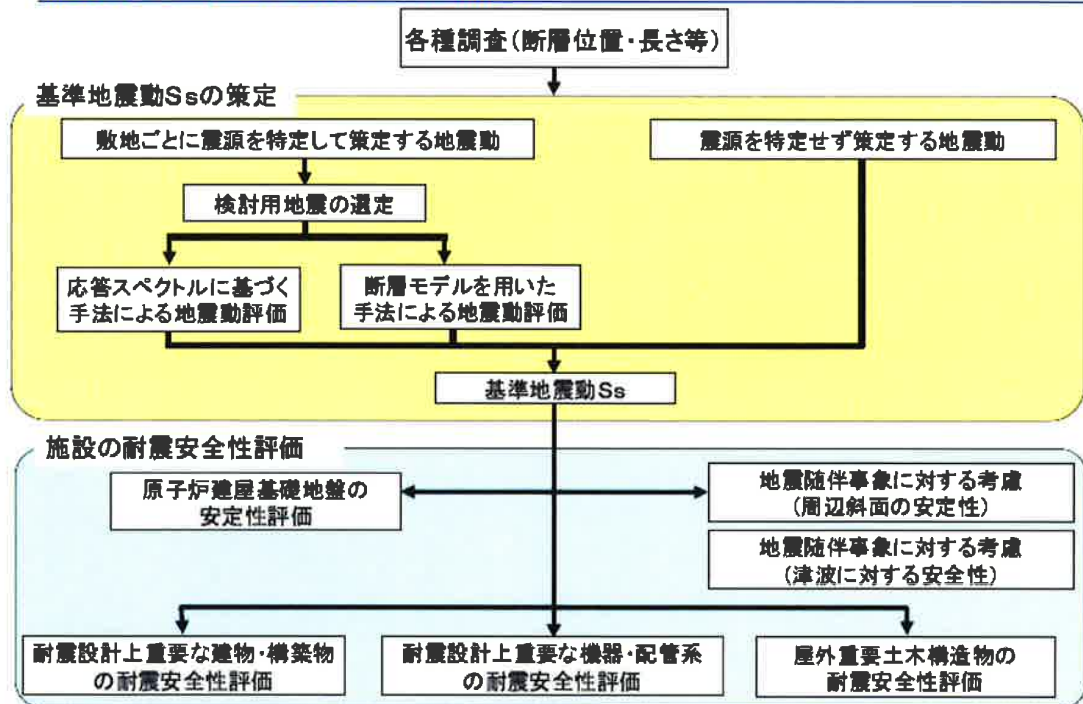 各種調査(断層位置・長さ等)
基準地震動Ssの策定
敷地ごとに震源を特定して策定する地震動
震源を特定せず策定する地震動
検討用地震の選定
応答スペクトルに基づく
手法による地震動評価
断層モデルを用いた
手法による地震動評価
基準地震動Ss
施設の耐震安全性評価
原子炉建屋基礎地盤の
安定性評価
地震随伴事象に対する考慮
(周辺斜面の安定性)
地震随伴事象に対する考慮
(津波に対する安全性)
耐震設計上重要な建物・構築物
の耐震安全性評価
耐震設計上重要な機器・配管系
の耐震安全性評価
屋外重要土木構造物の
耐震安全性評価